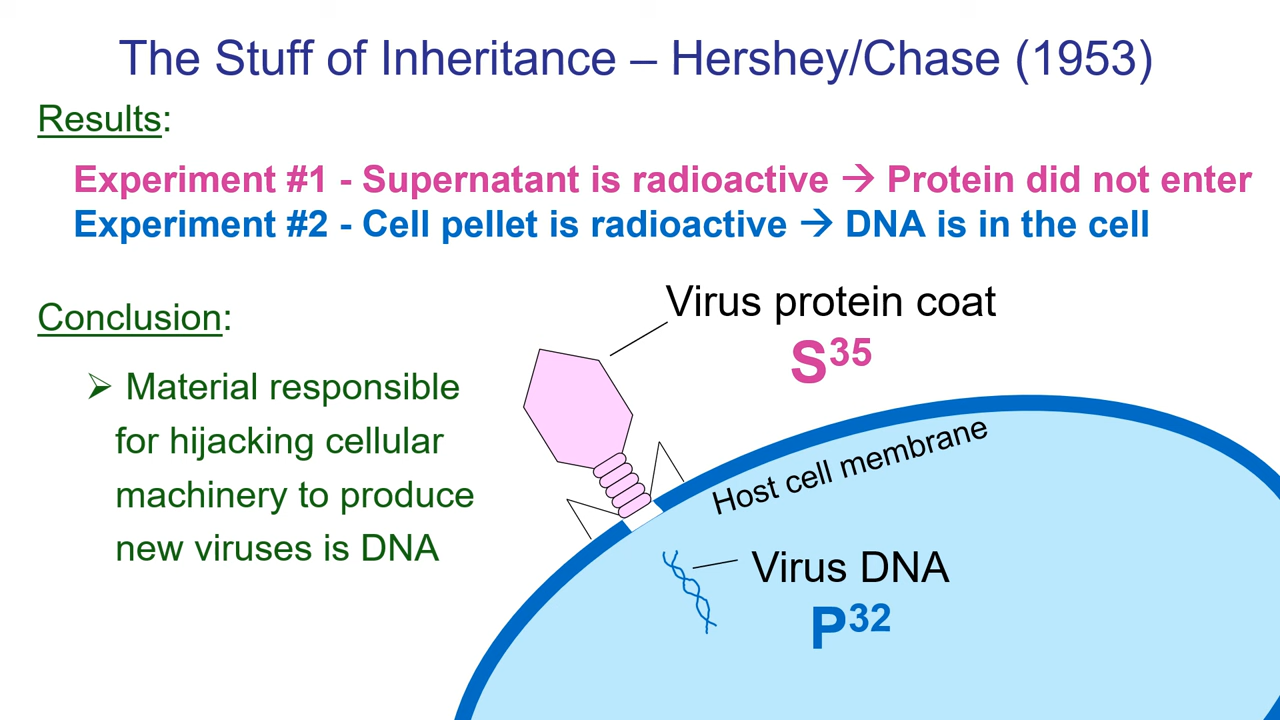 The Stuff of Inheritance – Hershey/Chase (1953)
Results:
Experiment #1 - Supernatant is radioactive → Protein did not enter
Experiment #2 - Cell pellet is radioactive → DNA is in the cell
Conclusion:
➢ Material responsible
for hijacking cellular
machinery to produce
new viruses is DNA
Virus protein coat
S³⁵
Host cell membrane
Virus DNA
P³²